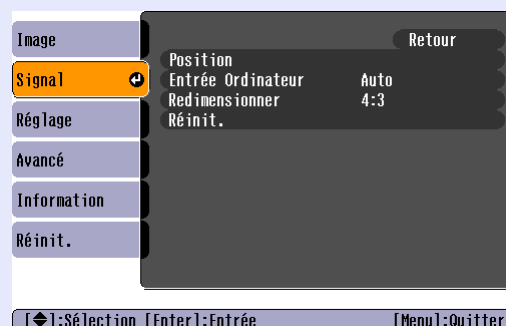 Image
Signal
Réglage
Avancé
Information
Réinit.
Retour
Position
Entrée Ordinateur Auto
Redimensionner 4:3
Réinit.
[◆]:Sélection [Enter]:Entrée [Menu]:Quitter